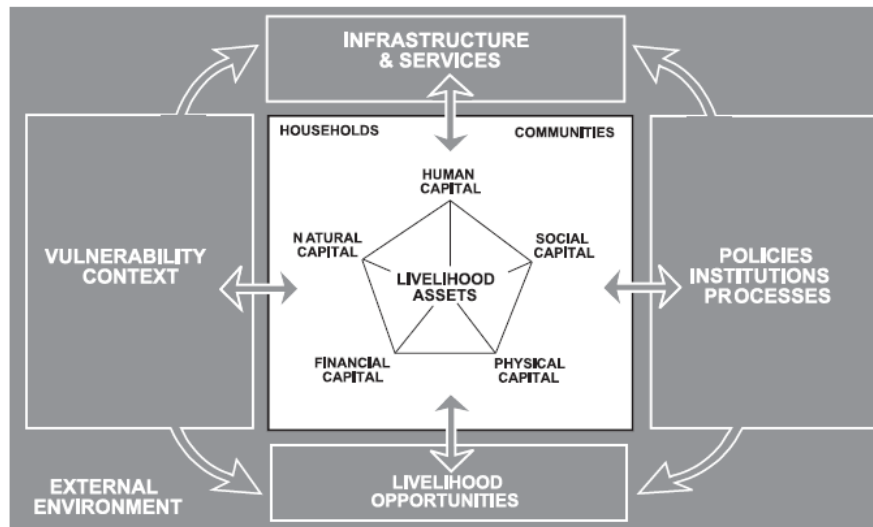 INFRASTRUCTURE
& SERVICES
HOUSEHOLDS
COMMUNITIES
HUMAN
CAPITAL
NATURAL
CAPITAL
SOCIAL
CAPITAL
LIVELIHOOD
ASSETS
FINANCIAL
CAPITAL
PHYSICAL
CAPITAL
VULNERABILITY
CONTEXT
POLICIES
INSTITUTIONS
PROCESSES
LIVELIHOOD
OPPORTUNITIES
EXTERNAL
ENVIRONMENT